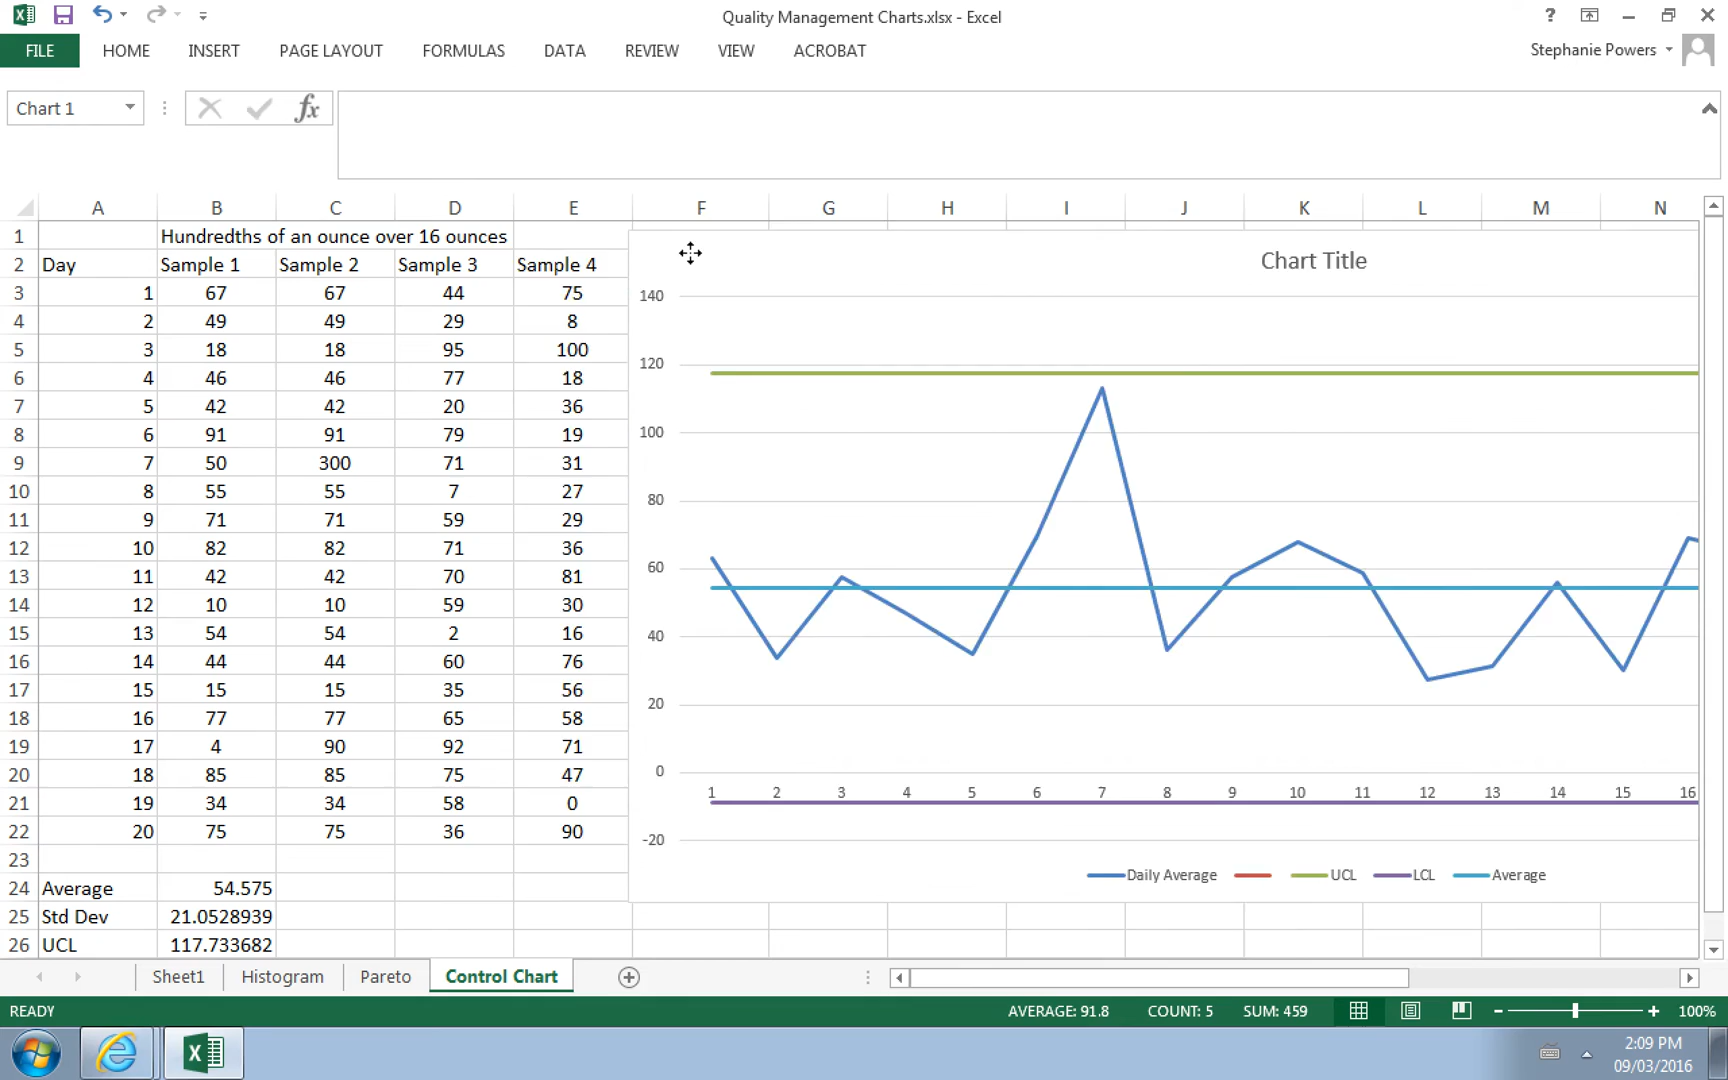 Quality Management Charts.xlsx - Excel
?
FILE HOME INSERT PAGE LAYOUT FORMULAS DATA REVIEW VIEW ACROBAT Stephanie Powers
Chart 1 fx
A B C D E F G H I J K L M N
1 Hundredths of an ounce over 16 ounces
2 Day Sample 1 Sample 2 Sample 3 Sample 4
3 1 67 67 44 75
4 2 49 49 29 8
5 3 18 18 95 100
6 4 46 46 77 18
7 5 42 42 20 36
8 6 91 91 79 19
9 7 50 300 71 31
10 8 55 55 7 27
11 9 71 71 59 29
12 10 82 82 71 36
13 11 42 42 70 81
14 12 10 10 59 30
15 13 54 54 2 16
16 14 44 44 60 76
17 15 15 15 35 56
18 16 77 77 65 58
19 17 4 90 92 71
20 18 85 85 75 47
21 19 34 34 58 0
22 20 75 75 36 90
23
24 Average 54.575
25 Std Dev 21.0528939
26 UCL 117.733682
Chart Title
140
120
100
80
60
40
20
0
1 2 3 4 5 6 7 8 9 10 11 12 13 14 15 16
-20
Daily Average UCL LCL Average
Sheet1 Histogram Pareto Control Chart
READY AVERAGE: 91.8 COUNT: 5 SUM: 459 100%
2:09 PM
09/03/2016